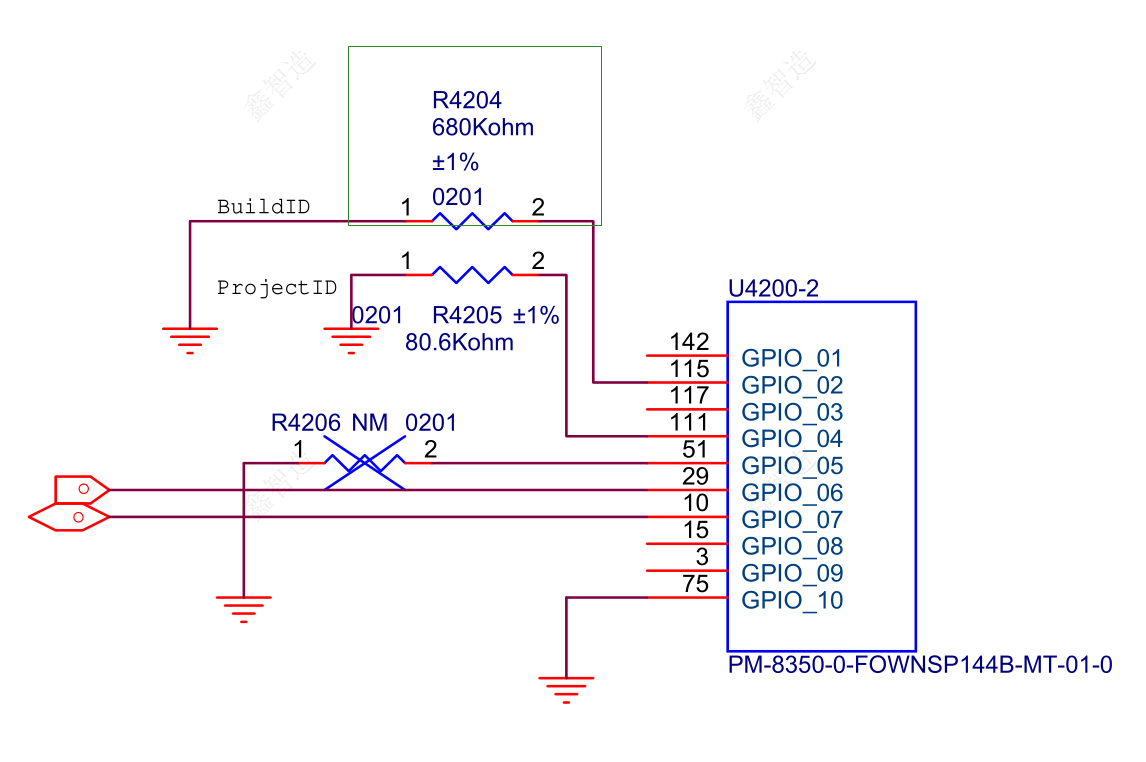 鑫智造
鑫智造
R4204
680Kohm
±1%
0201
BuildID
1
2
1
2
ProjectID
0201 R4205 ±1%
80.6Kohm
U4200-2
142
GPIO_01
115
GPIO_02
117
GPIO_03
111
GPIO_04
R4206 NM 0201
1
2
51
GPIO_05
29
GPIO_06
10
GPIO_07
15
GPIO_08
3
GPIO_09
75
GPIO_10
鑫智造
PM-8350-0-FOWNSP144B-MT-01-0